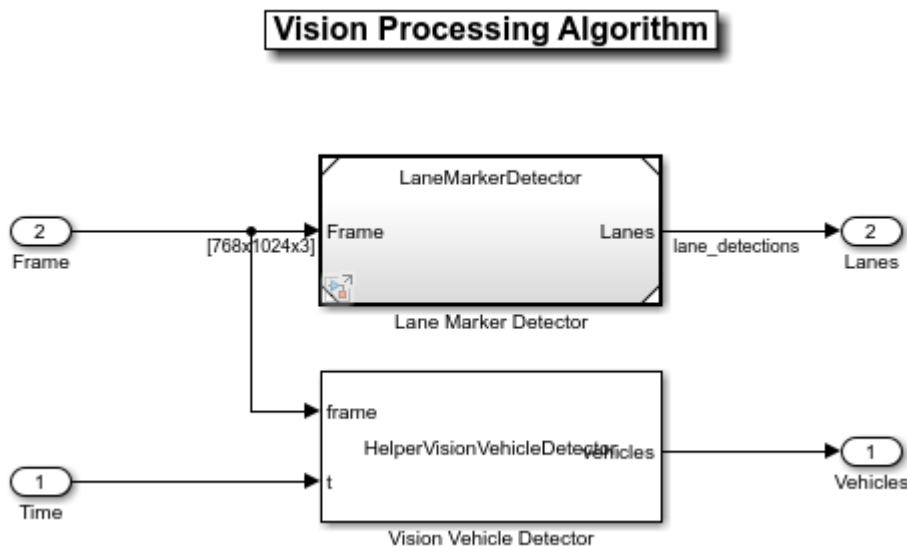 Vision Processing Algorithm
LaneMarkerDetector
2
Frame
[768x1024x3]
Frame
Lanes
lane_detections
2
Lanes
Lane Marker Detector
frame
HelperVisionVehicleDetector
vehicles
t
1
Time
1
Vehicles
Vision Vehicle Detector